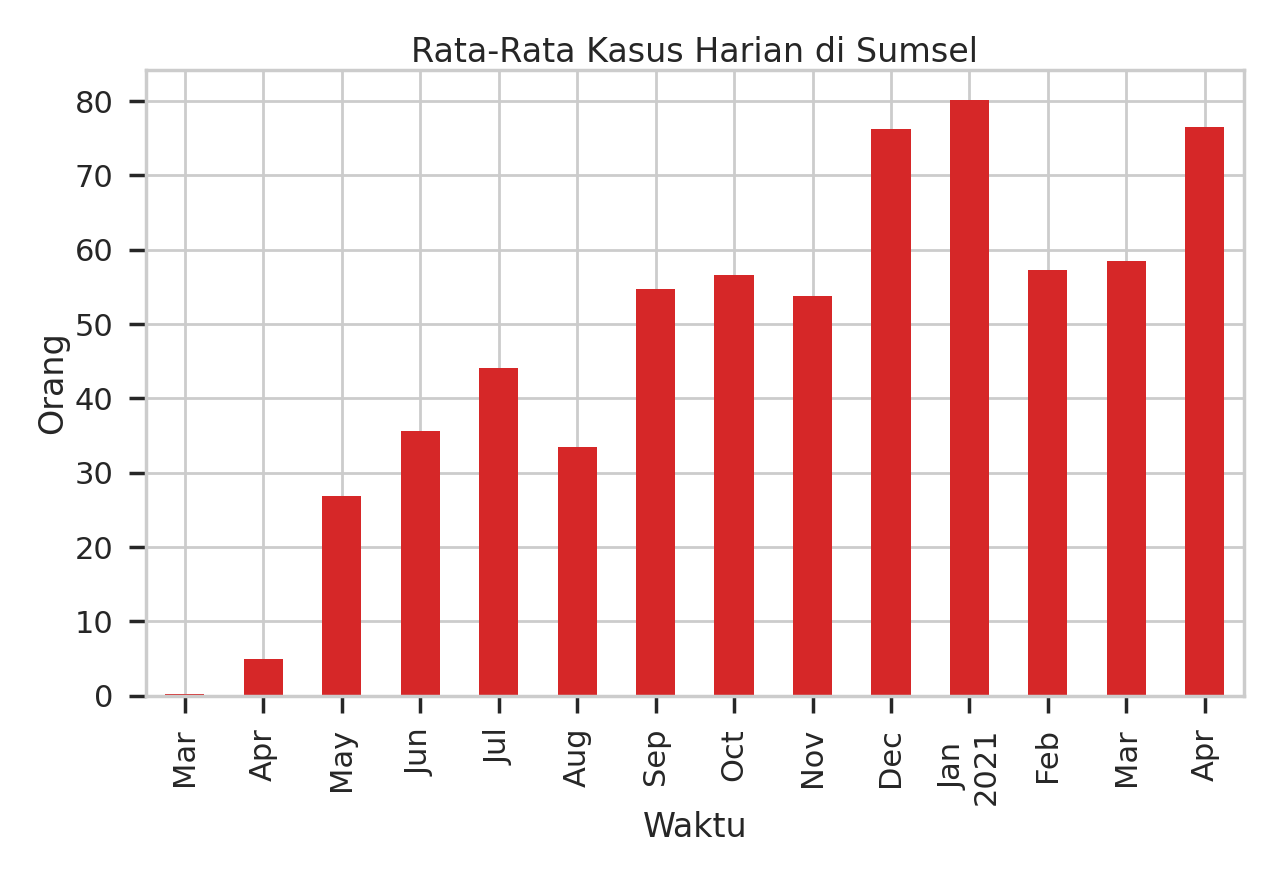 Rata-Rata Kasus Harian di Sumsel
Orang
80
70
60
50
40
30
20
10
0
Mar
Apr
May
Jun
Jul
Aug
Sep
Oct
Nov
Dec
Jan
2021
Feb
Mar
Apr
Waktu